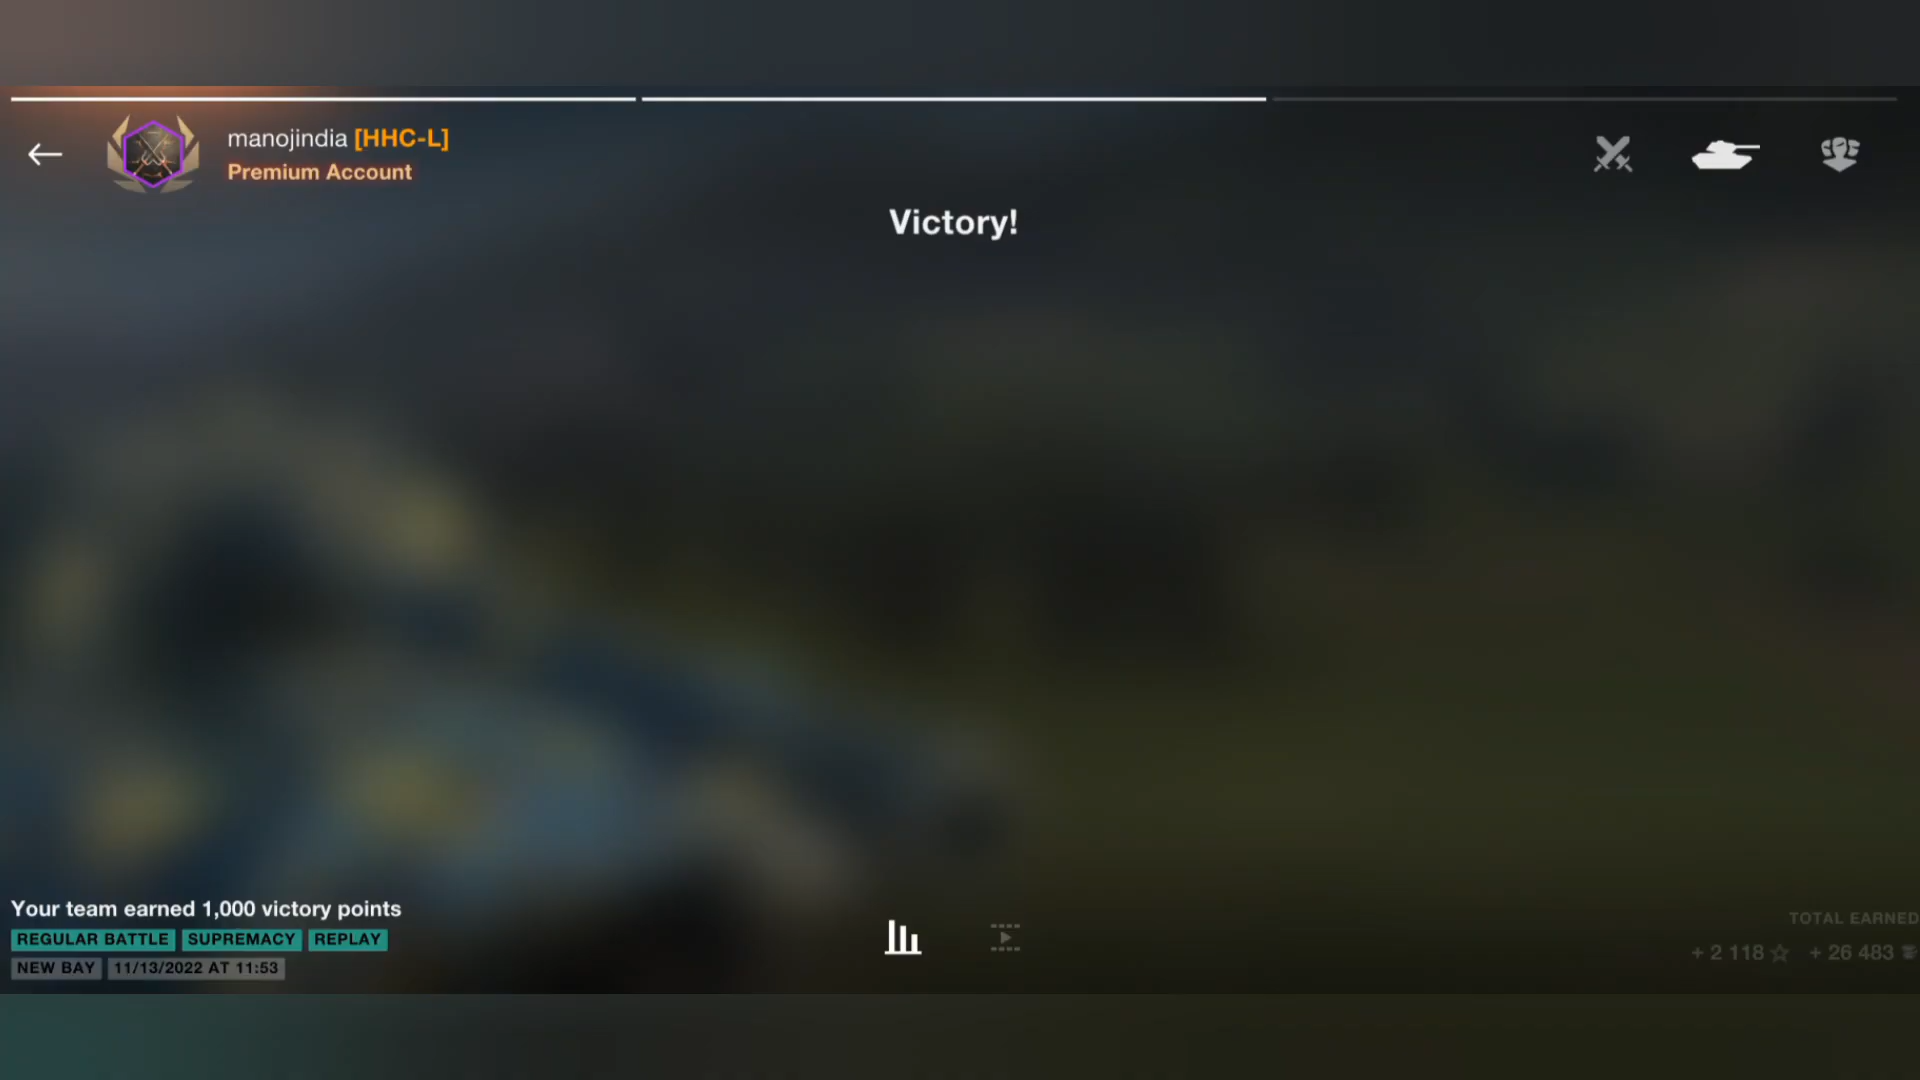 manojindia [HHC-L]
Premium Account
Victory!
Your team earned 1,000 victory points
REGULAR BATTLE SUPREMACY REPLAY
NEW BAY 11/13/2022 AT 11:53
TOTAL EARNED
+ 2 118 + 26 483